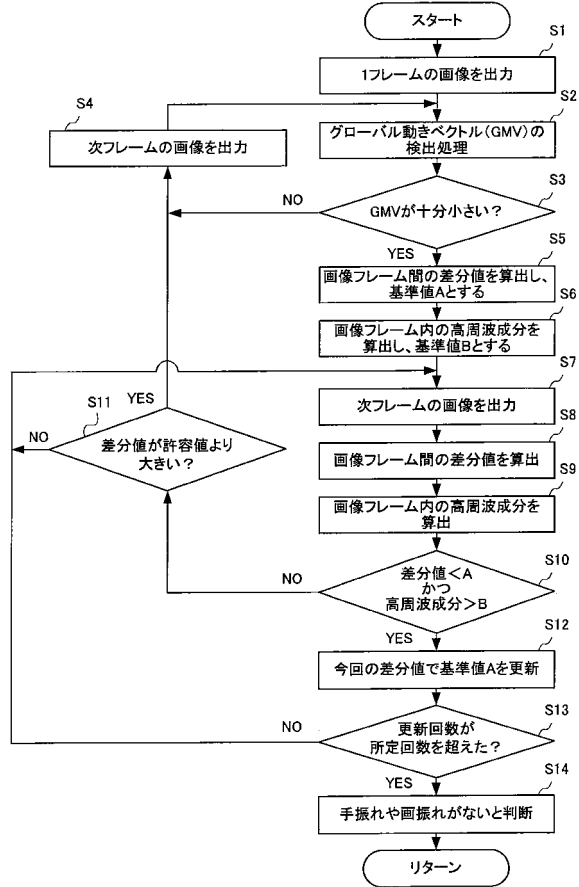 スタート
S1
1フレームの画像を出力
S2
グローバル動きベクトル(GMV)の
検出処理
S4
次フレームの画像を出力
S3
GMVが十分小さい?
NO
YES
S5
画像フレーム間の差分値を算出し、
基準値Aとする
S6
画像フレーム内の高周波成分を
算出し、基準値Bとする
S7
次フレームの画像を出力
S8
画像フレーム間の差分値を算出
S9
画像フレーム内の高周波成分を
算出
S10
差分値<A
かつ
高周波成分>B
NO
YES
S11
差分値が許容値より
大きい?
YES
NO
S12
今回の差分値で基準値Aを更新
S13
更新回数が
所定回数を超えた?
NO
YES
S14
手振れや画振れがないと判断
リターン